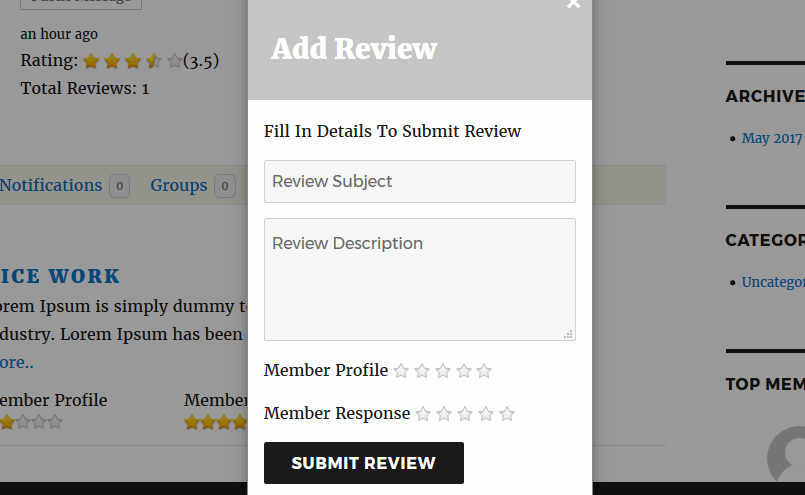 an hour ago
Rating: (3.5)
Total Reviews: 1
Notifications 0 Groups 0
ICE WORK
orem Ipsum is simply dummy
dustry. Lorem Ipsum has been
ore..
ember Profile
Membe
×
Add Review
Fill In Details To Submit Review
Review Subject
Review Description
Member Profile
Member Response
SUBMIT REVIEW
ARCHIVE
May 2017
CATEGOR
Uncategor
TOP MEM